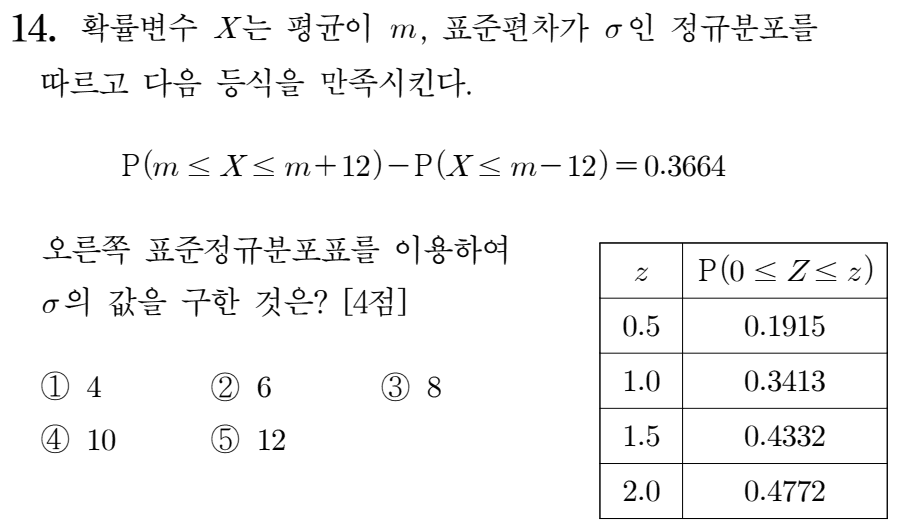 14. 확률변수 X는 평균이 m, 표준편차가 σ인 정규분포를
따르고 다음 등식을 만족시킨다.
P(m ≤ X ≤ m+12)−P(X ≤ m−12)=0.3664
오른쪽 표준정규분포표를 이용하여
σ의 값을 구한 것은? [4점]
① 4 ② 6 ③ 8
④ 10 ⑤ 12
z P(0 ≤ Z ≤ z)
0.5 0.1915
1.0 0.3413
1.5 0.4332
2.0 0.4772